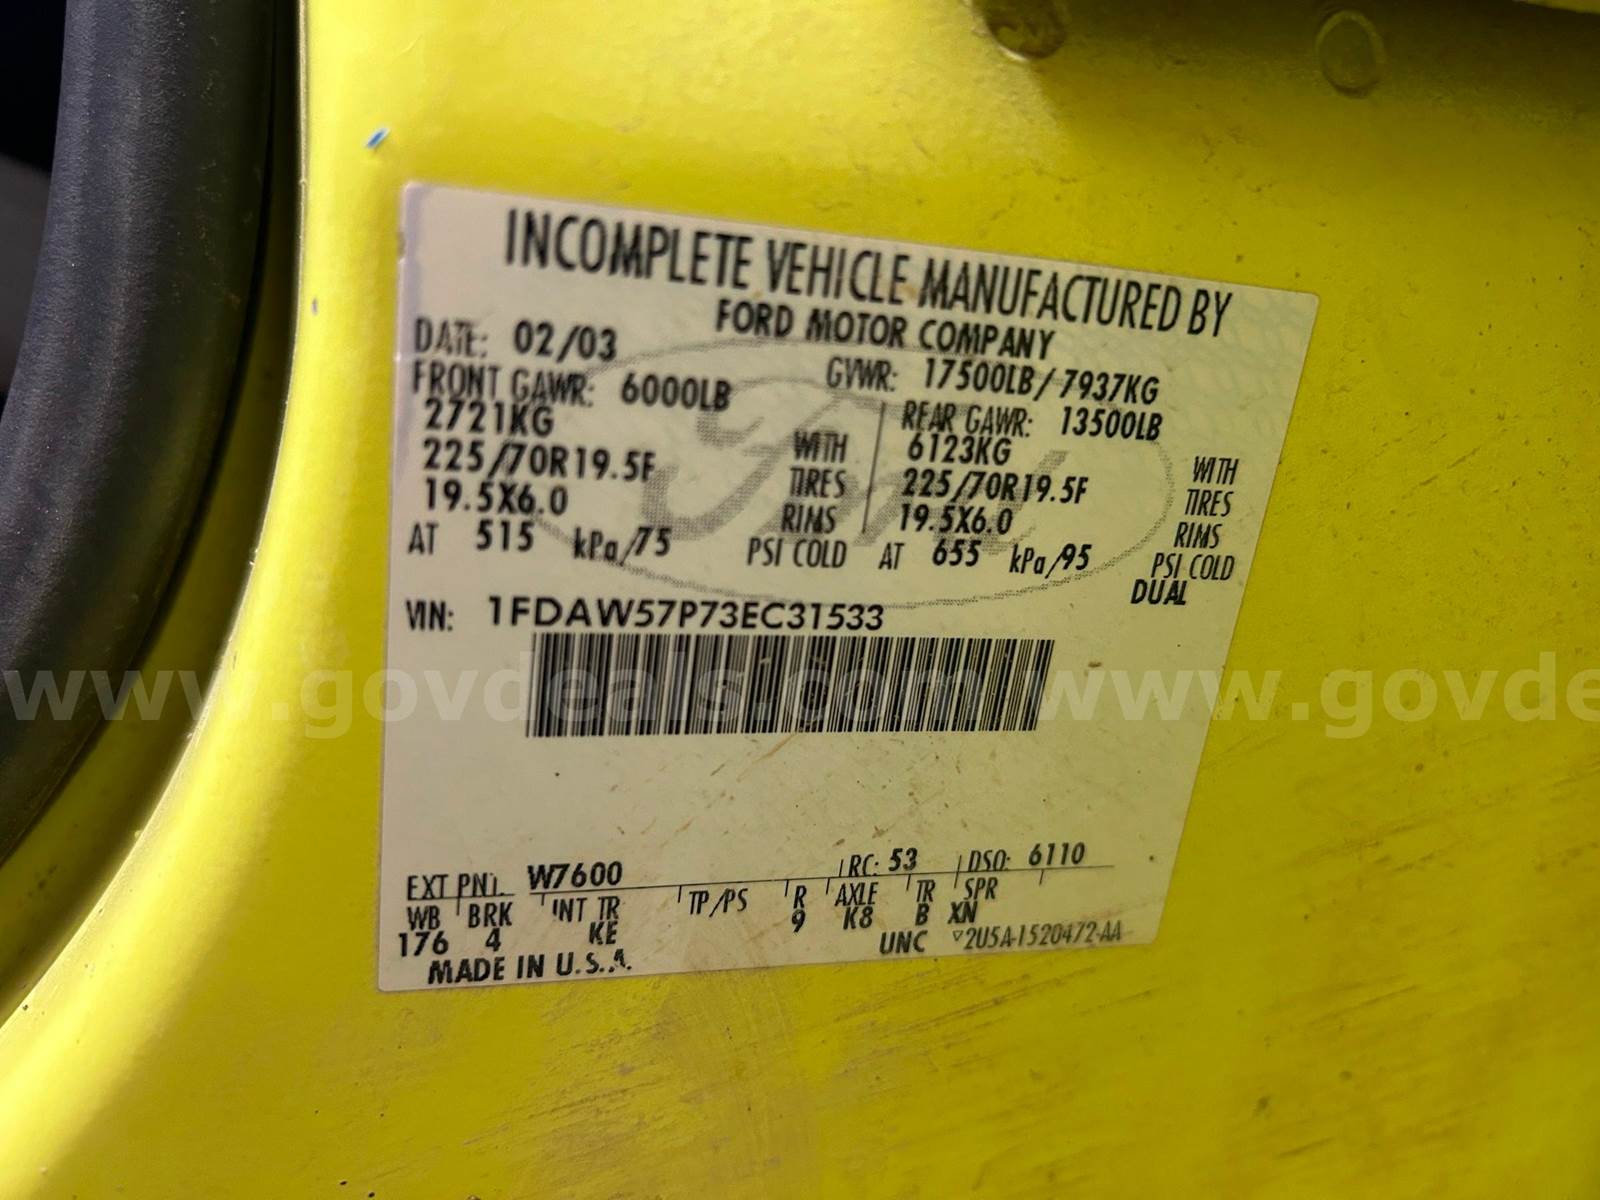 INCOMPLETE VEHICLE MANUFACTURED BY
FORD MOTOR COMPANY
DATE: 02/03
GVWR: 17500LB/7937KG
FRONT GAWR: 6000LB
2721KG
225/70R19.5F
19.5X6.0
AT 515 kPa/75
WITH
TIRES
RIMS
PSI COLD
REAR GAWR: 13500LB
6123KG
225/70R19.5F
19.5X6.0
AT 655 kPa/95
WITH
TIRES
RIMS
PSI COLD
DUAL
Ford
VIN: 1FDAW57P73EC31533
www.govdeals.com www.govde
EXT PNT. W7600 RC: 53 DSO: 6110
WB BRK INT TR TP/PS R AXLE TR SPR
176 4 KE 9 K8 B XN
MADE IN U.S.A. UNC ▽2U5A-1520472-AA